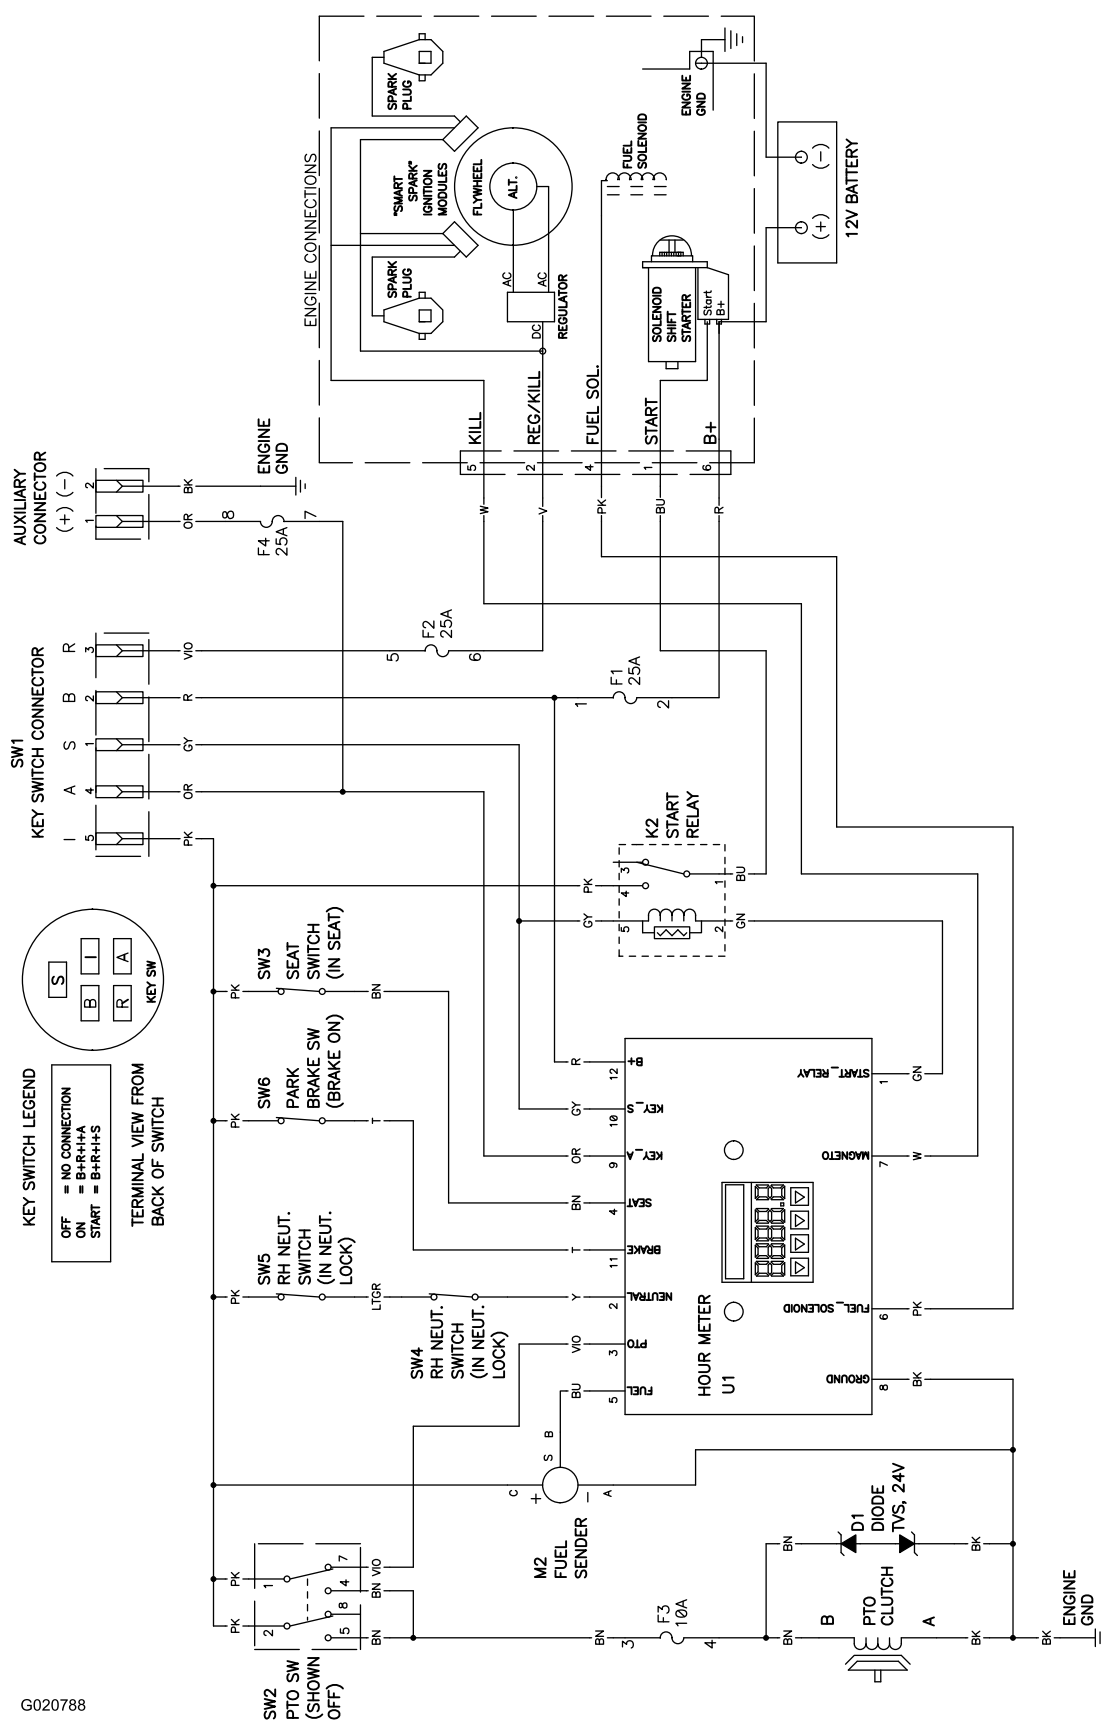 AUXILIARY
CONNECTOR
(+) (-)
1
2
OR
BK
8
F4
25A
7
ENGINE
GND
SW1
KEY SWITCH CONNECTOR
I
A
S
B
R
5
4
1
2
3
PK
OR
GY
R
VIO
5
F2
25A
6
1
F1
25A
2
KEY SWITCH LEGEND
OFF = NO CONNECTION
ON = B+R+I+A
START = B+R+I+S
TERMINAL VIEW FROM
BACK OF SWITCH
S
B
I
R
A
KEY SW
ENGINE CONNECTIONS
SPARK
PLUG
SPARK
PLUG
"SMART
SPARK"
IGNITION
MODULES
FLYWHEEL
ALT.
AC
AC
DC
REGULATOR
FUEL
SOLENOID
ENGINE
GND
SOLENOID
SHIFT
STARTER
Start
B+
(-)
(+)
12V BATTERY
KILL
REG/KILL
FUEL SOL.
START
B+
5
2
4
1
6
W
V
PK
BU
R
K2
START
RELAY
PK
4
3
1
BU
GY
5
2
GN
PK
SW3
SEAT
SWITCH
(IN SEAT)
BN
PK
SW6
PARK
BRAKE SW
(BRAKE ON)
T
PK
SW5
RH NEUT.
SWITCH
(IN NEUT.
LOCK)
LTGR
SW4
RH NEUT.
SWITCH
(IN NEUT.
LOCK)
R
12
B+
GY
10
KEY_S
OR
9
KEY_A
BN
4
SEAT
T
11
BRAKE
Y
2
NEUTRAL
VIO
3
PTO
BU
5
FUEL
HOUR METER
U1
START_RELAY
1
GN
MAGNETO
7
W
FUEL_SOLENOID
6
PK
GROUND
8
BK
M2
FUEL
SENDER
C
+
S
B
-
A
SW2
PTO SW
(SHOWN
OFF)
PK
PK
1
2
7
4
8
5
VIO
BN
BN
BN
3
F3
10A
4
BN
BN
D1
DIODE
TVS, 24V
BK
B
PTO
CLUTCH
A
BK
BK
ENGINE
GND
G020788